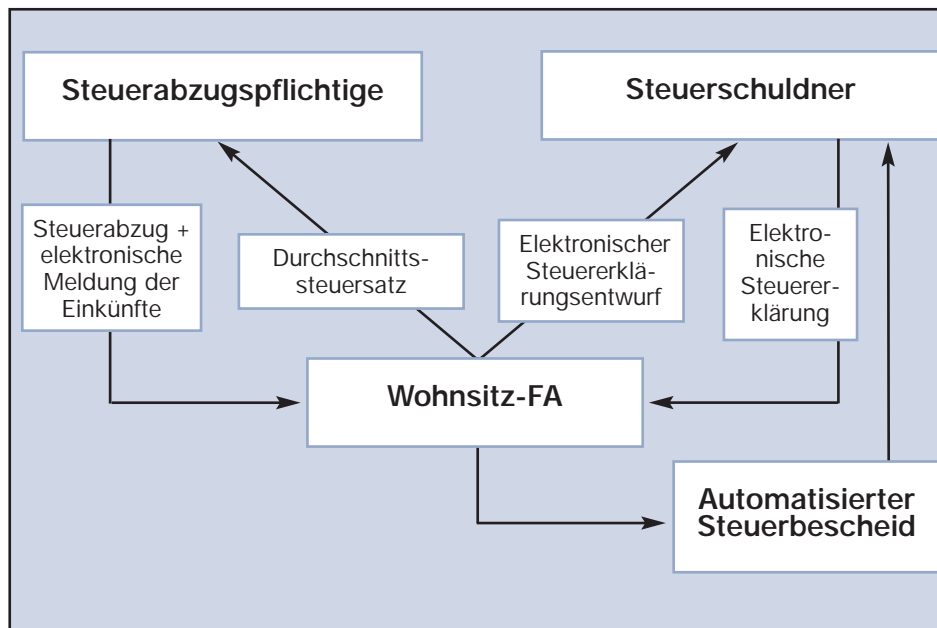 Steuerabzugspflichtige
Steuerschuldner
Steuerabzug +
elektronische
Meldung der
Einkünfte
Durchschnitts-
steuersatz
Elektronischer
Steuererklä-
rungsentwurf
Elektro-
nische
Steuerer-
klärung
Wohnsitz-FA
Automatisierter
Steuerbescheid